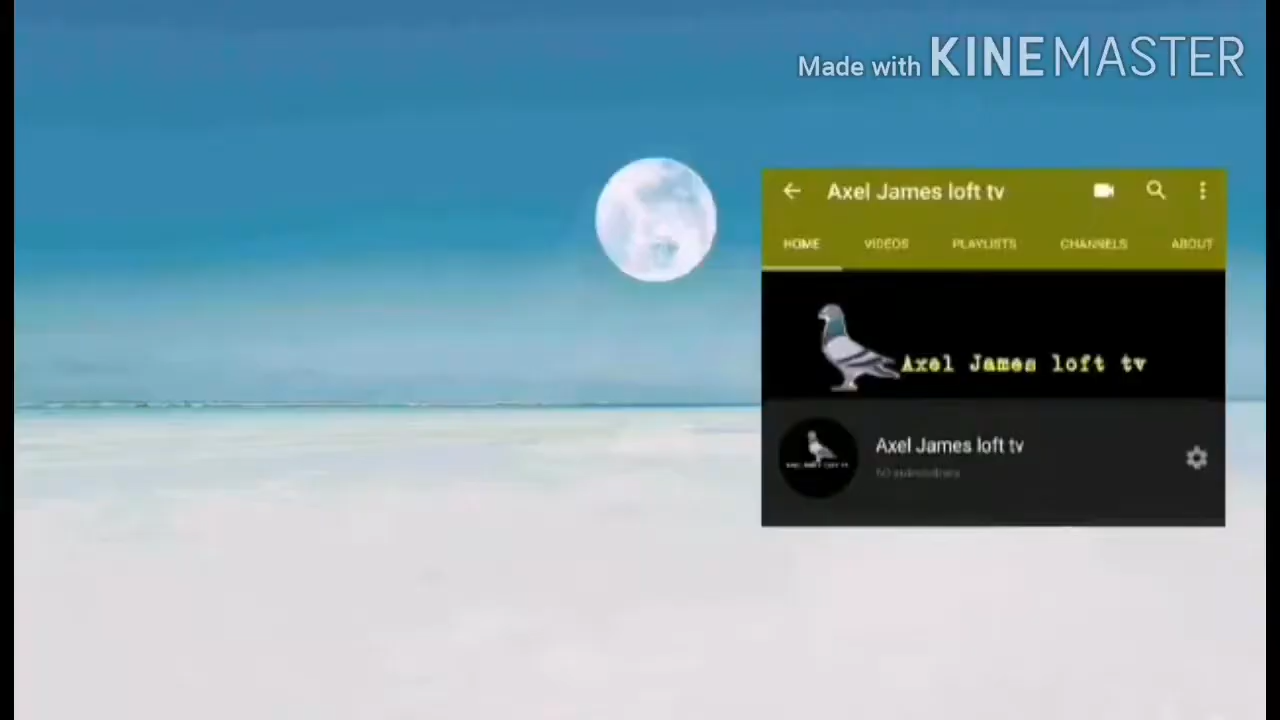 Made with KINEMASTER
Axel James loft tv
HOME VIDEOS PLAYLISTS CHANNELS ABOUT
Axel James loft tv
Axel James loft tv